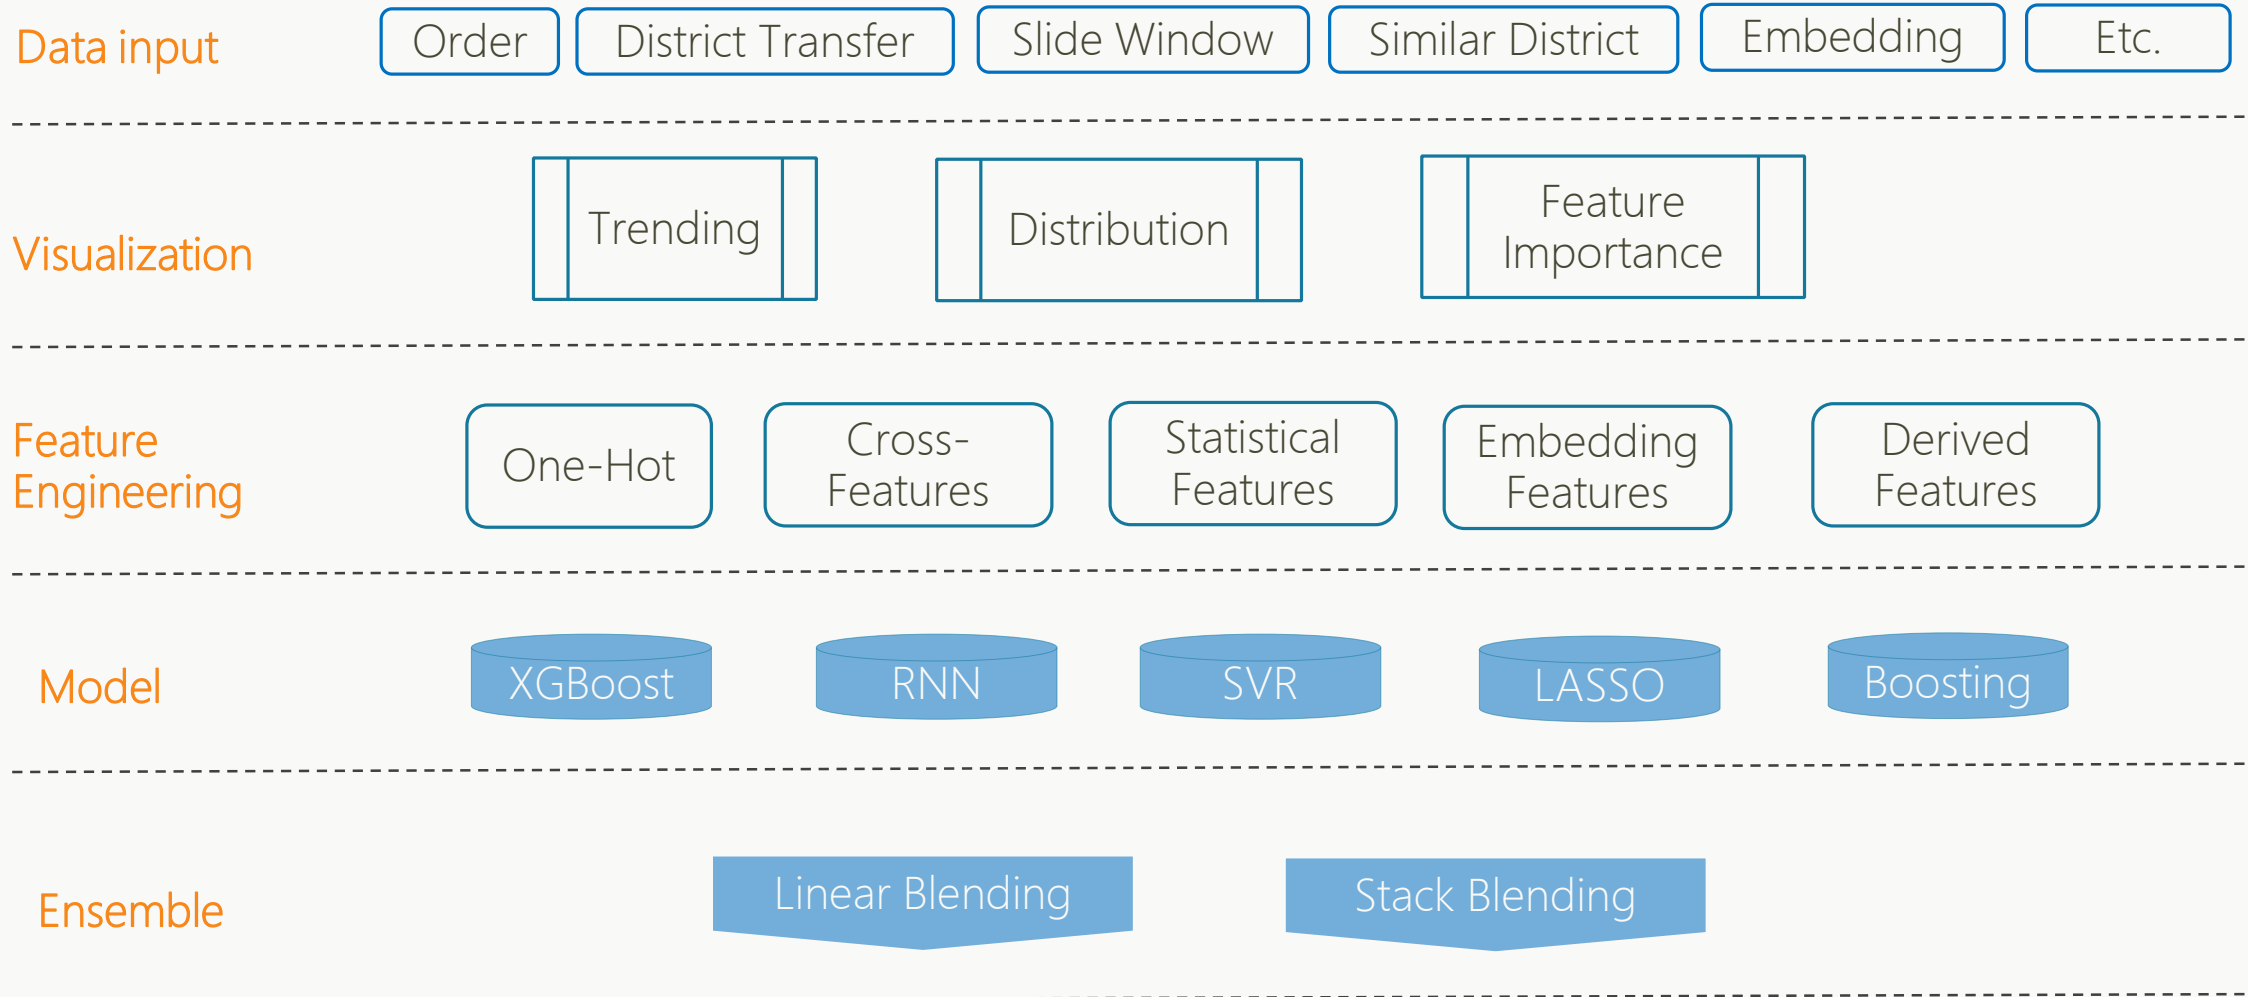 Data input
Order
District Transfer
Slide Window
Similar District
Embedding
Etc.
Visualization
Trending
Distribution
Feature
Importance
Feature
Engineering
One-Hot
Cross-
Features
Statistical
Features
Embedding
Features
Derived
Features
Model
XGBoost
RNN
SVR
LASSO
Boosting
Ensemble
Linear Blending
Stack Blending